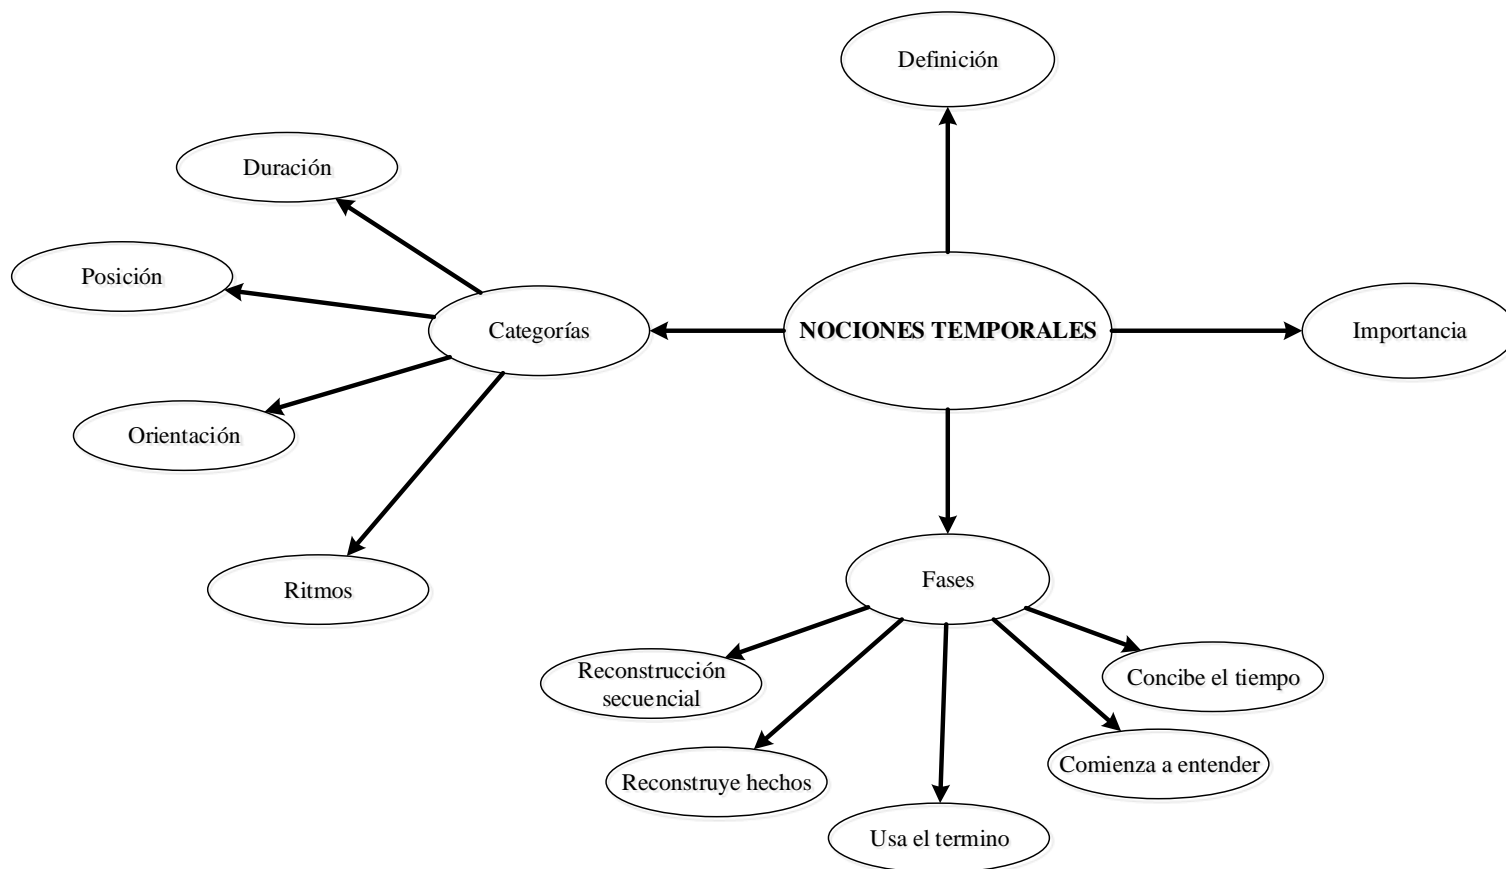 Definición
Duración
Posición
Categorías
NOCIONES TEMPORALES
Importancia
Orientación
Ritmos
Fases
Reconstrucción
secuencial
Concibe el tiempo
Reconstruye hechos
Comienza a entender
Usa el termino